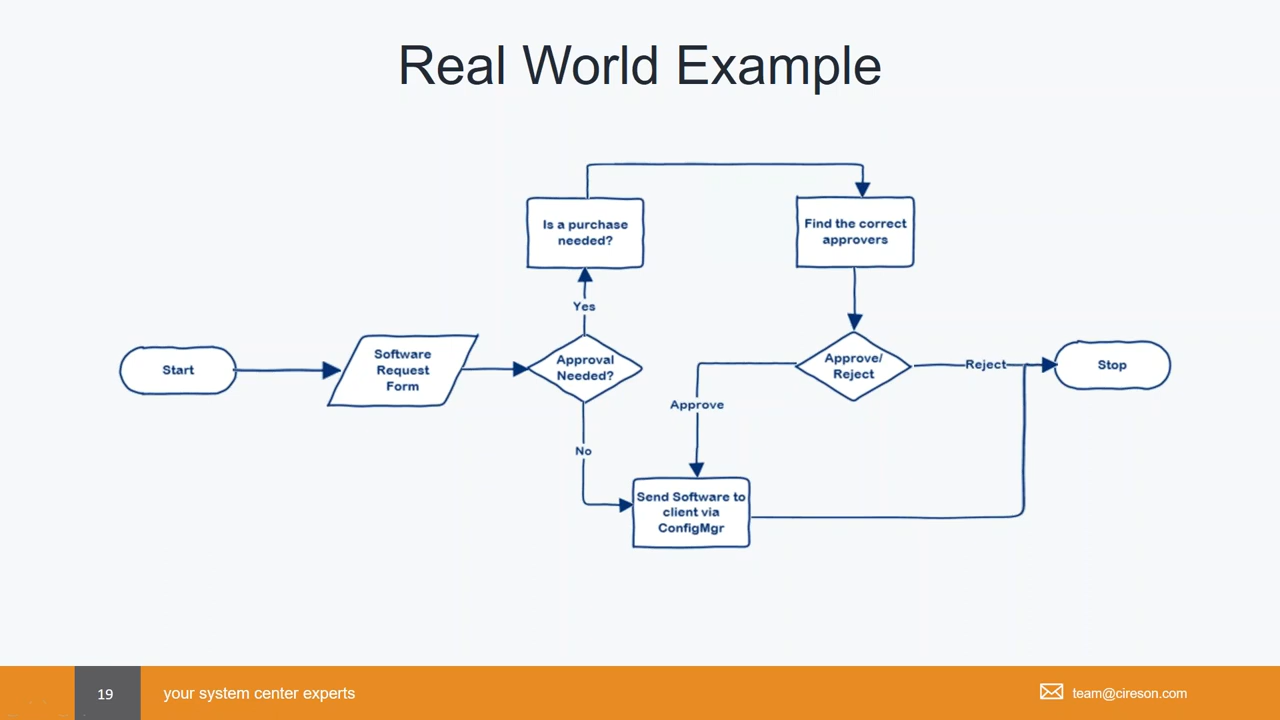 Real World Example
Is a purchase
needed?
Find the correct
approvers
Yes
Start
Software
Request
Form
Approval
Needed?
Approve/
Reject
Reject
Stop
Approve
No
Send Software to
client via
ConfigMgr
19
your system center experts
team@cireson.com